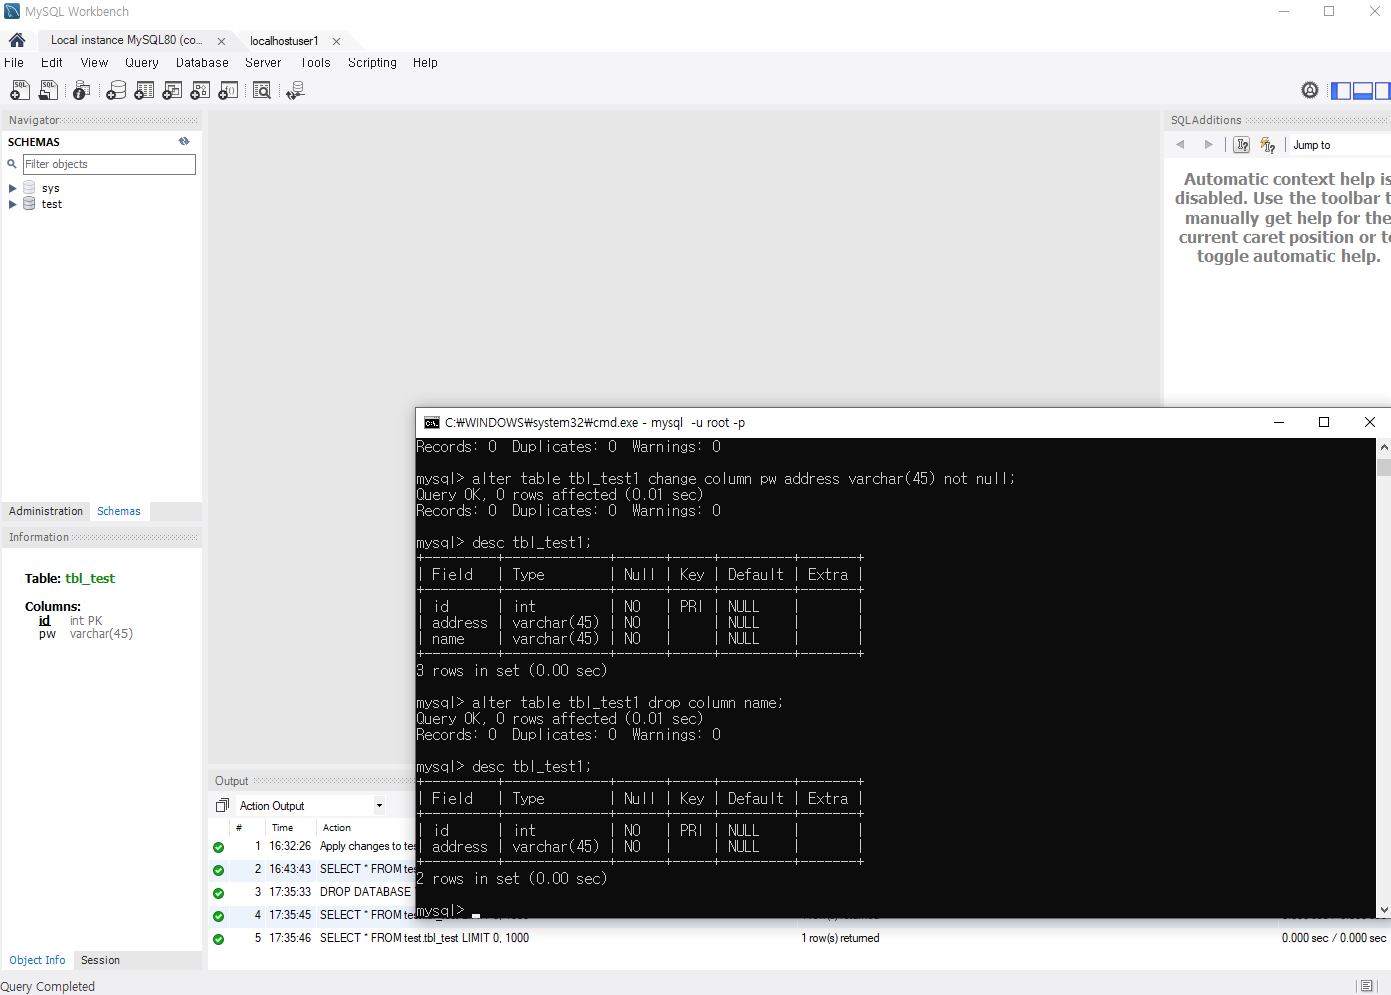 MySQL Workbench
Local instance MySQL80 (co...
localhostuser1
File Edit View Query Database Server Tools Scripting Help
Navigator
SCHEMAS
Filter objects
sys
test
Administration Schemas
Information
Table: tbl_test
Columns:
id int PK
pw varchar(45)
Object Info Session
Query Completed
SQLAdditions
Jump to
Automatic context help is
disabled. Use the toolbar t
manually get help for the
current caret position or to
toggle automatic help.
C:₩WINDOWS₩system32₩cmd.exe - mysql -u root -p
Records: 0 Duplicates: 0 Warnings: 0
mysql> alter table tbl_test1 change column pw address varchar(45) not null;
Query OK, 0 rows affected (0.01 sec)
Records: 0 Duplicates: 0 Warnings: 0
mysql> desc tbl_test1;
+---------+-------------+------+-----+---------+-------+
| Field   | Type        | Null | Key | Default | Extra |
+---------+-------------+------+-----+---------+-------+
| id      | int         | NO   | PRI | NULL    |       |
| address | varchar(45) | NO   |     | NULL    |       |
| name    | varchar(45) | NO   |     | NULL    |       |
+---------+-------------+------+-----+---------+-------+
3 rows in set (0.00 sec)
mysql> alter table tbl_test1 drop column name;
Query OK, 0 rows affected (0.01 sec)
Records: 0 Duplicates: 0 Warnings: 0
mysql> desc tbl_test1;
+---------+-------------+------+-----+---------+-------+
| Field   | Type        | Null | Key | Default | Extra |
+---------+-------------+------+-----+---------+-------+
| id      | int         | NO   | PRI | NULL    |       |
| address | varchar(45) | NO   |     | NULL    |       |
+---------+-------------+------+-----+---------+-------+
2 rows in set (0.00 sec)
mysql>
Output
Action Output
# Time Action
1 16:32:26 Apply changes to tes
2 16:43:43 SELECT * FROM tes
3 17:35:33 DROP DATABASE
4 17:35:45 SELECT * FROM
5 17:35:46 SELECT * FROM test.tbl_test LIMIT 0, 1000 1 row(s) returned 0.000 sec / 0.000 sec